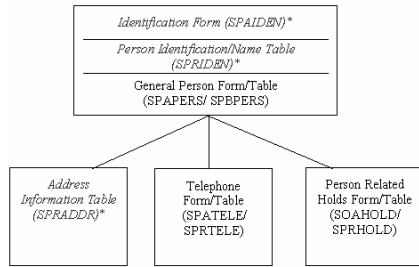 Identification Form (SPAIDEN)*
Person Identification/Name Table
(SPRIDEN)*
General Person Form/Table
(SPAPERS/ SPBPERS)
Address
Information Table
(SPRADDR)*
Telephone
Form/Table
(SPATELE/
SPRTELE)
Person Related
Holds Form/Table
(SOAHOLD/
SPRHOLD)